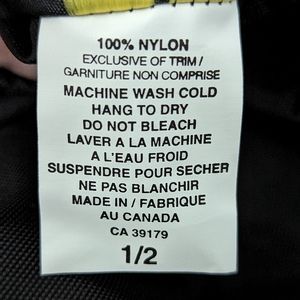 100% NYLON
EXCLUSIVE OF TRIM /
GARNITURE NON COMPRISE
MACHINE WASH COLD
HANG TO DRY
DO NOT BLEACH
LAVER A LA MACHINE
A L'EAU FROID
SUSPENDRE POUR SECHER
NE PAS BLANCHIR
MADE IN / FABRIQUE
AU CANADA
CA 39179
1/2